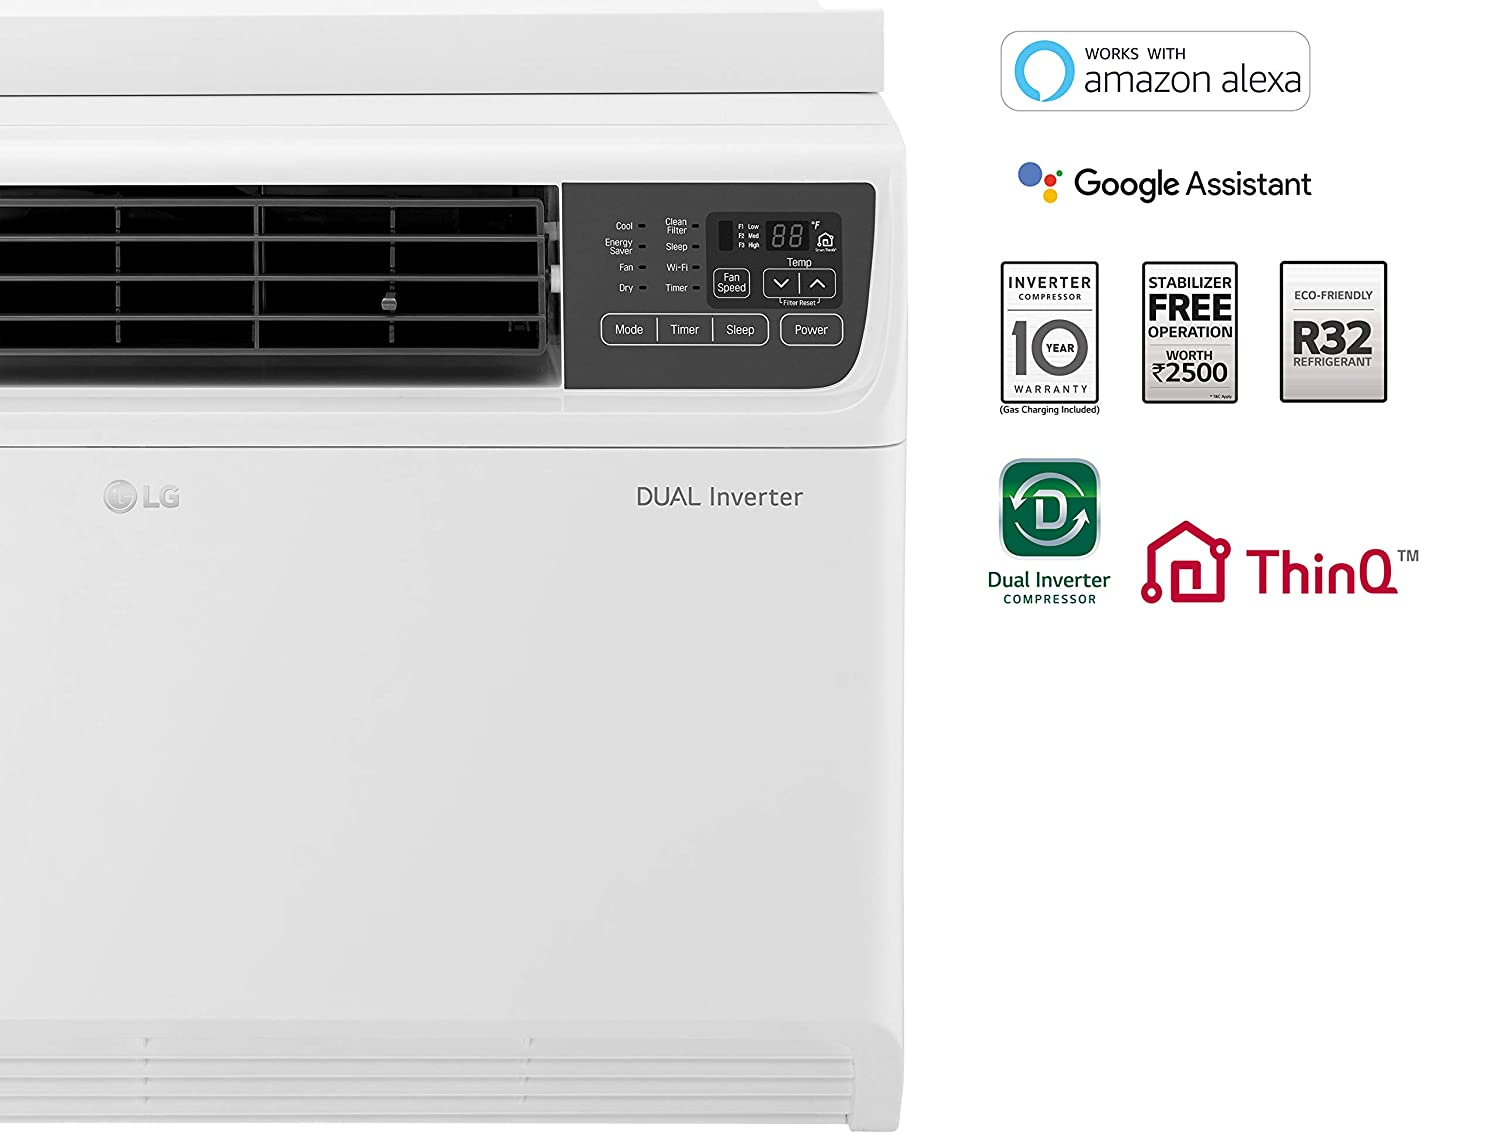 WORKS WITH
amazon alexa
Google Assistant
Cool
Clean
Filter
Energy
Saver
Sleep
Fan
Wi-Fi
Dry
Timer
F1 Low
F2 Med
F3 High
88
°F
Smart ThinQ
Temp
Fan
Speed
Filter Reset
Mode
Timer
Sleep
Power
INVERTER
COMPRESSOR
10
YEAR
WARRANTY
(Gas Charging Included)
STABILIZER
FREE
OPERATION
WORTH
₹2500
* T&C Apply
ECO-FRIENDLY
R32
REFRIGERANT
LG
DUAL Inverter
D
Dual Inverter
COMPRESSOR
ThinQ™